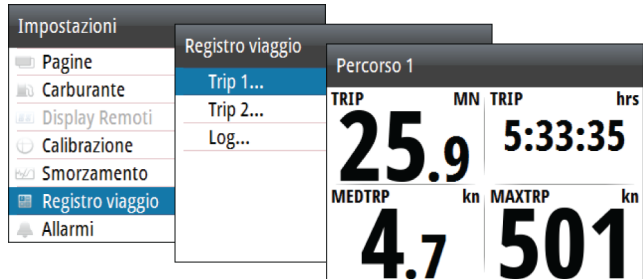 Impostazioni
Pagine
Carburante
Display Remoti
Calibrazione
Smorzamento
Registro viaggio
Allarmi
Registro viaggio
Trip 1...
Trip 2...
Log...
Percorso 1
TRIP MN
25.9
TRIP hrs
5:33:35
MEDTRP kn
4.7
MAXTRP kn
501